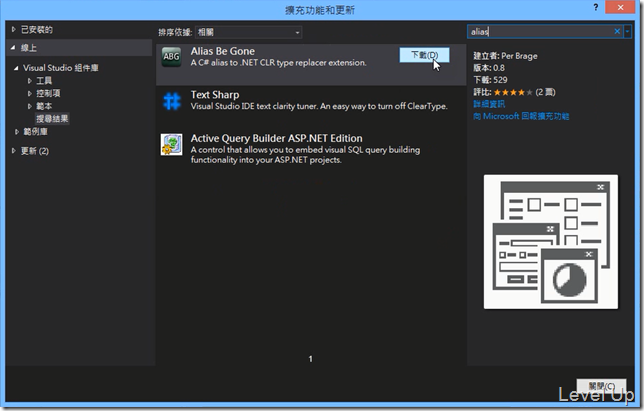 擴充功能和更新
?
已安裝的
線上
Visual Studio 組件庫
工具
控制項
範本
搜尋結果
範例庫
更新 (2)
排序依據: 相關
ABG
Alias Be Gone
A C# alias to .NET CLR type replacer extension.
下載(D)
Text Sharp
Visual Studio IDE text clarity tuner. An easy way to turn off ClearType.
Active Query Builder ASP.NET Edition
A control that allows you to embed visual SQL query building
functionality into your ASP.NET projects.
1
alias
建立者: Per Brage
版本: 0.8
下載: 529
評比: (2 票)
詳細資訊
向 Microsoft 回報擴充功能
關閉(C)
Level Up